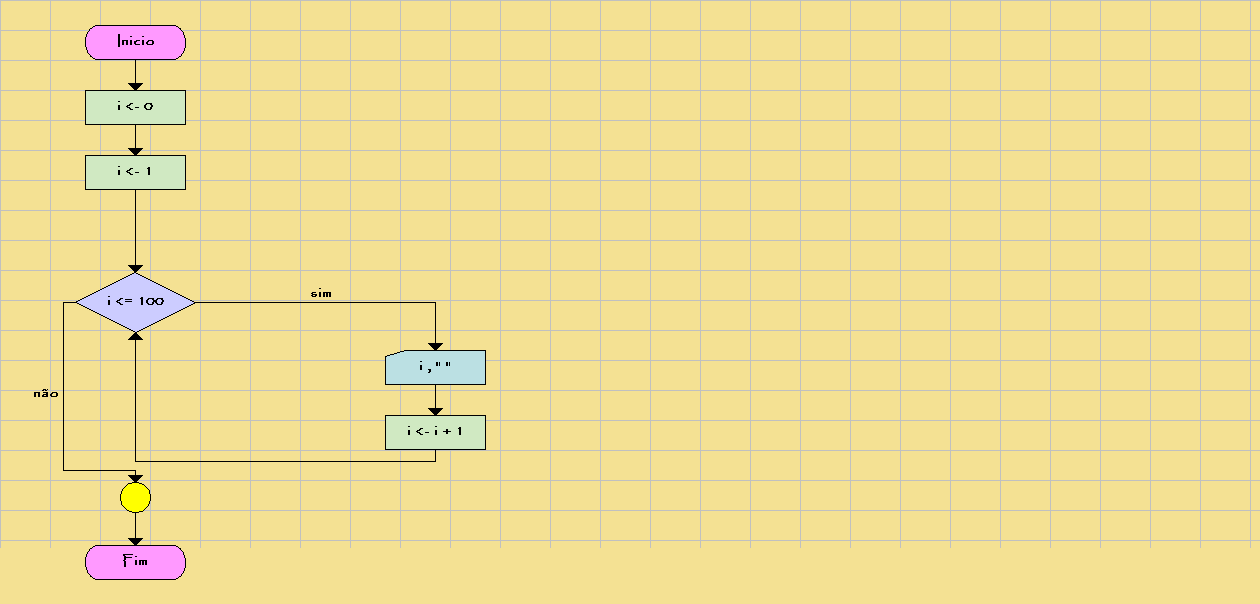 Inicio
i <- 0
i <- 1
i <= 100
sim
i , " "
não
i <- i + 1
Fim